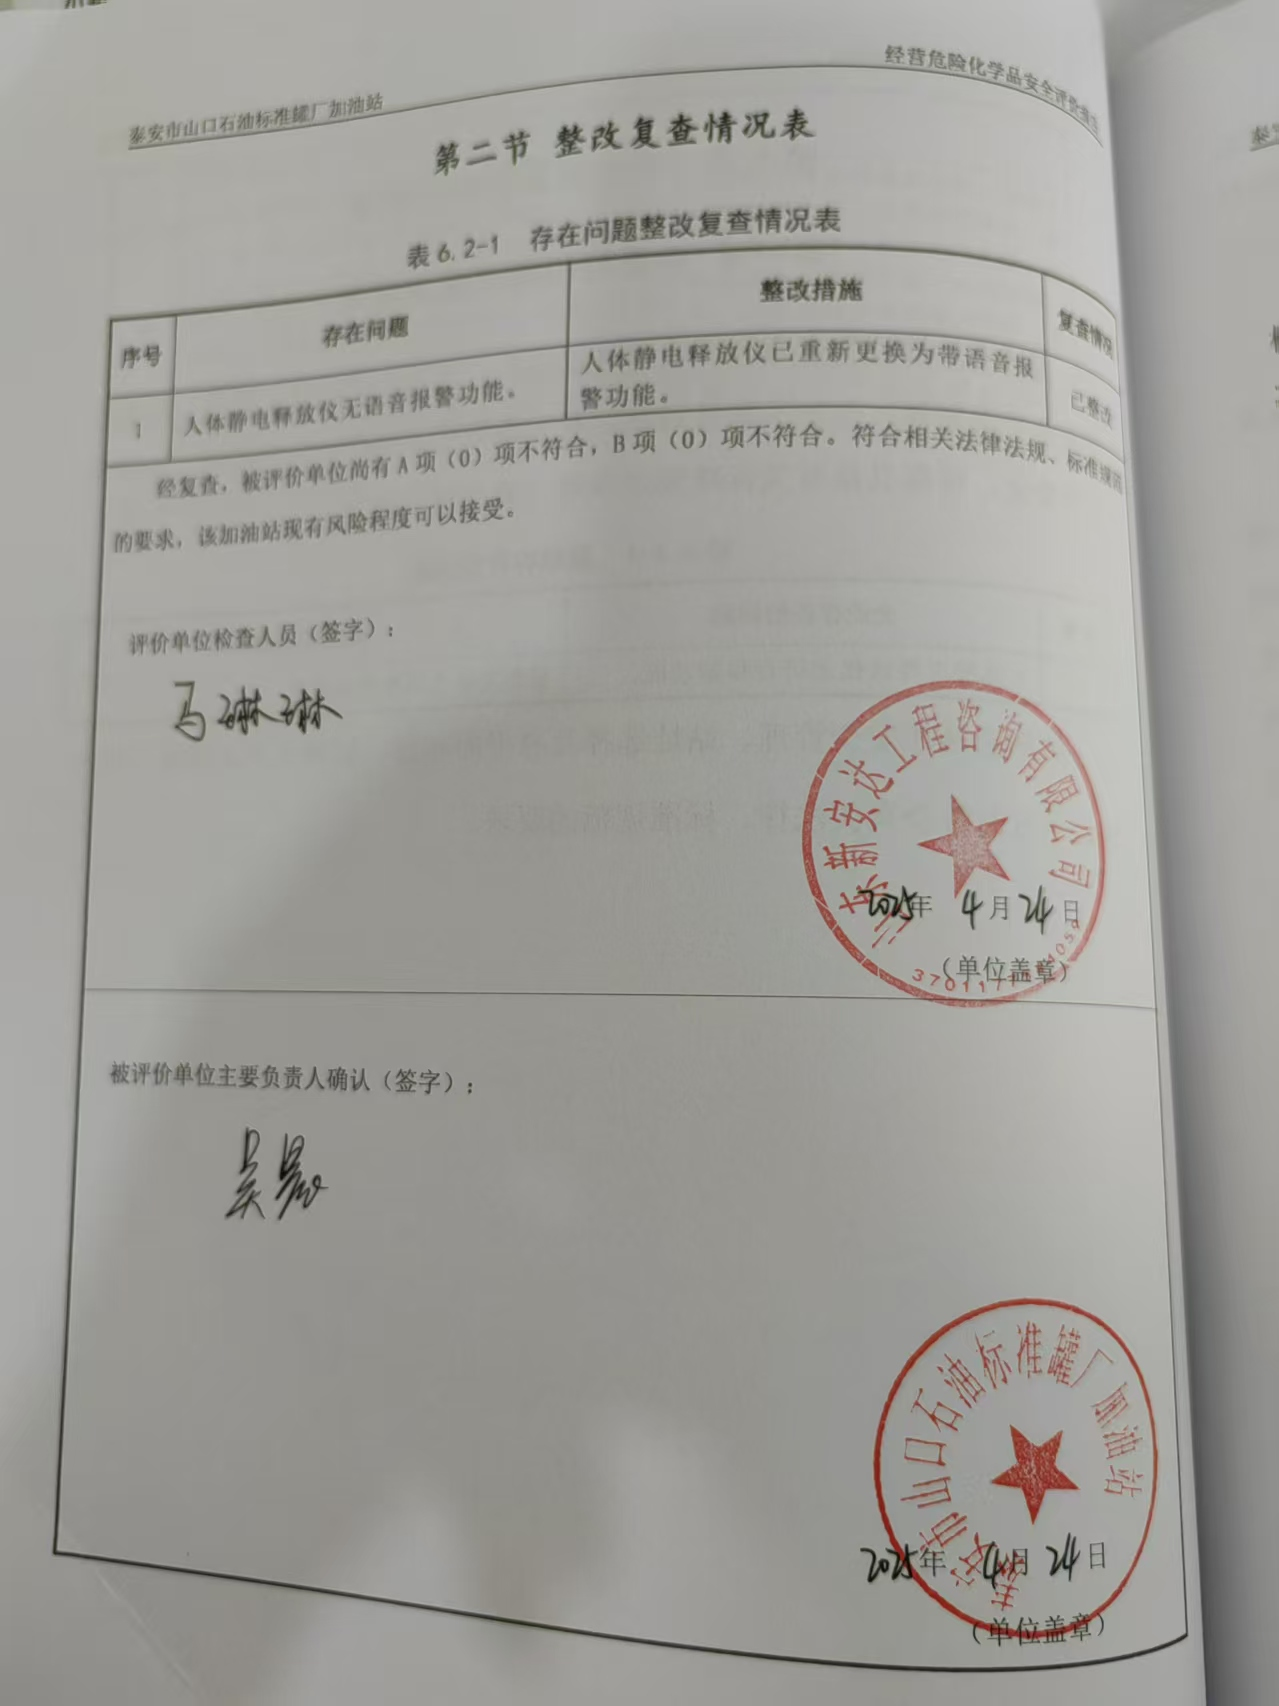 泰安市山口石油标准罐厂加油站
经营危险化学品安全评价报告
第二节 整改复查情况表
表 6.2-1 存在问题整改复查情况表
序号 存在问题 整改措施 复查情况
1 人体静电释放仪无语音报警功能。 人体静电释放仪已重新更换为带语音报
警功能。 已整改
经复查，被评价单位尚有 A 项（0）项不符合，B 项（0）项不符合。符合相关法律法规、标准规范
的要求，该加油站现有风险程度可以接受。
评价单位检查人员（签字）：
马琳琳
山东新安达工程咨询有限公司
2025年 4月24日
（单位盖章）
被评价单位主要负责人确认（签字）：
吴晨
泰安市山口石油标准罐厂加油站
2025年 4月24日
（单位盖章）